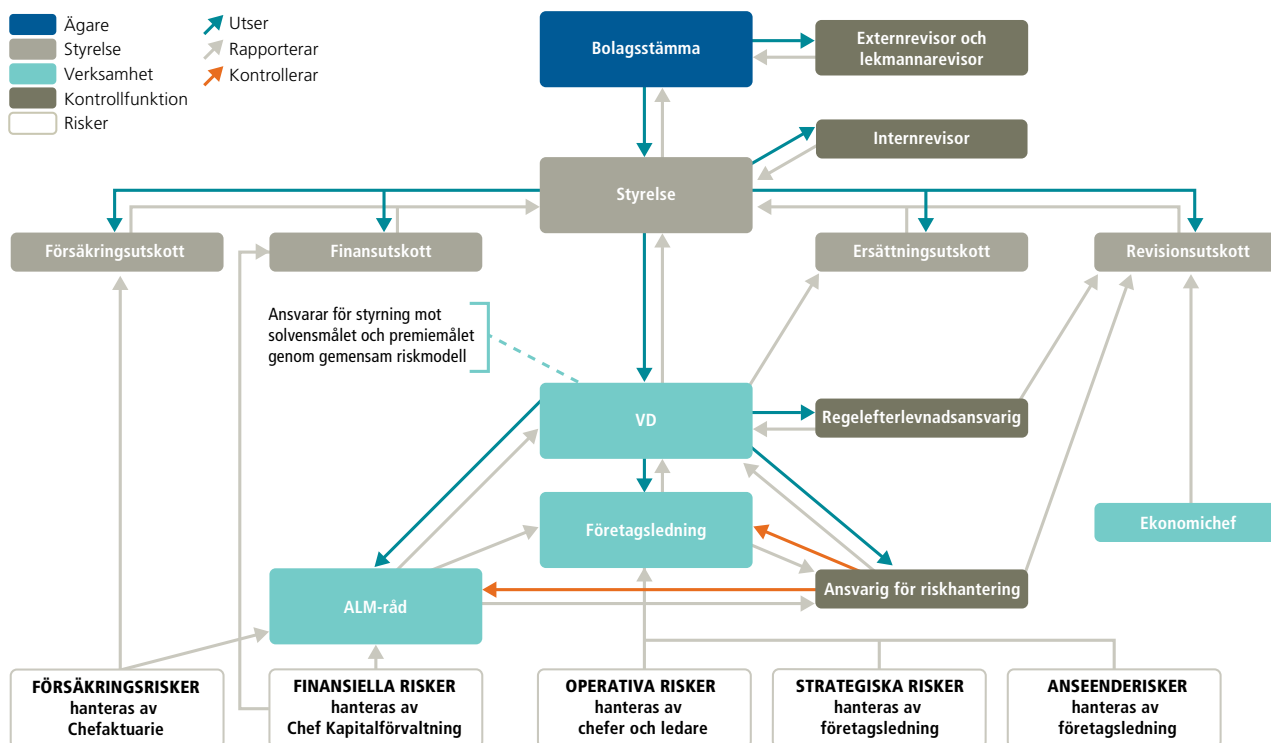 Ägare
Styrelse
Verksamhet
Kontrollfunktion
Risker
Utser
Rapporterar
Kontrollerar
Bolagsstämma
Externrevisor och
lekmannarevisor
Internrevisor
Styrelse
Försäkringsutskott
Finansutskott
Ersättningsutskott
Revisionsutskott
Ansvarar för styrning mot
solvensmålet och premiemålet
genom gemensam riskmodell
VD
Regelefterlevnadsansvarig
Företagsledning
Ekonomichef
ALM-råd
Ansvarig för riskhantering
FÖRSÄKRINGSRISKER
hanteras av
Chefaktuarie
FINANSIELLA RISKER
hanteras av
Chef Kapitalförvaltning
OPERATIVA RISKER
hanteras av
chefer och ledare
STRATEGISKA RISKER
hanteras av
företagsledning
ANSEENDERISKER
hanteras av
företagsledning